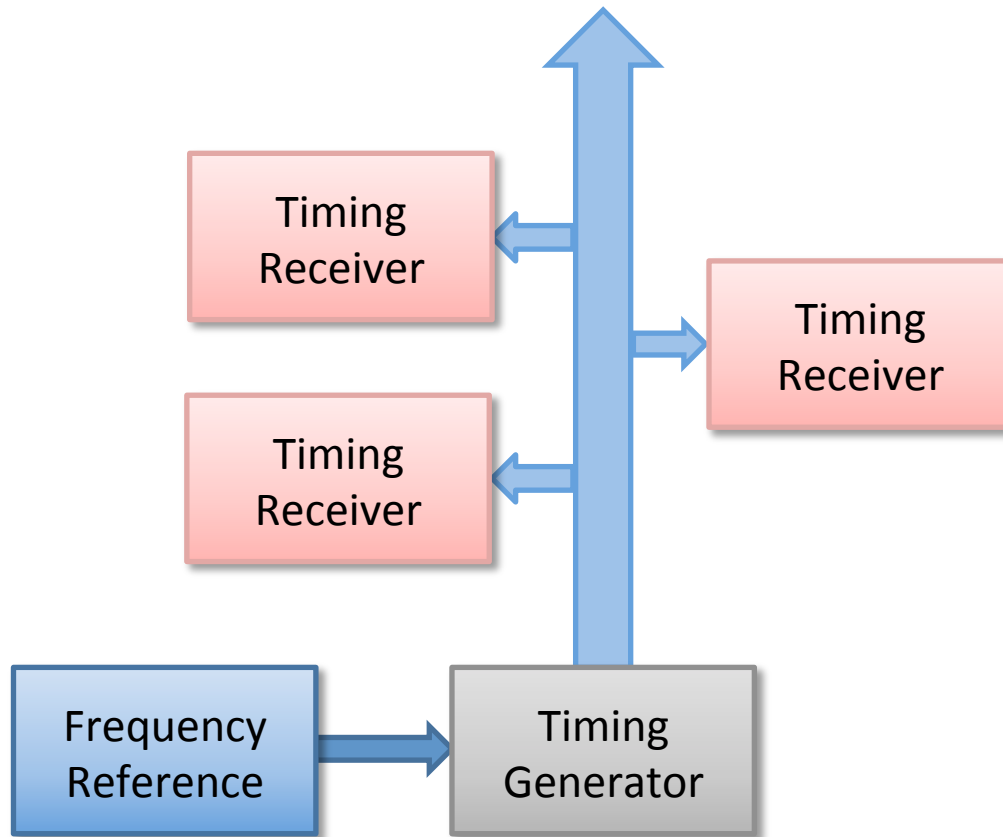 Timing
Receiver
Timing
Receiver
Timing
Receiver
Frequency
Reference
Timing
Generator